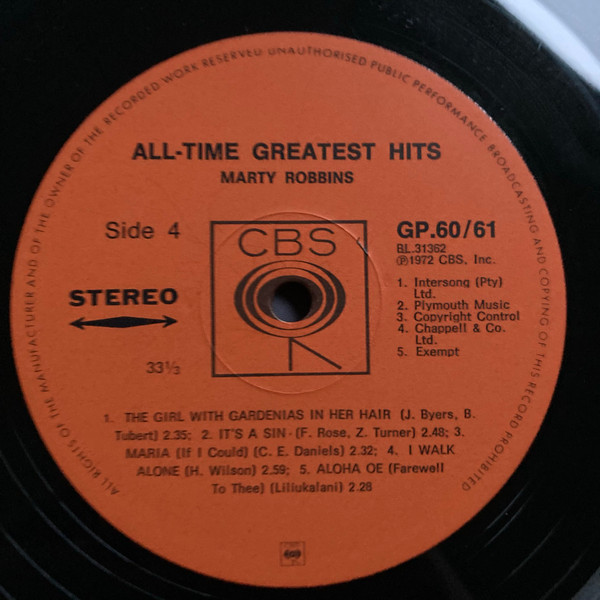 ALL RIGHTS OF THE MANUFACTURER AND OF THE OWNER OF THE RECORDED WORK RESERVED UNAUTHORISED PUBLIC PERFORMANCE BROADCASTING AND COPYING OF THIS RECORD PROHIBITED
ALL-TIME GREATEST HITS
MARTY ROBBINS
Side 4
CBS
GP.60/61
BL.31362
Ⓟ1972 CBS, Inc.
STEREO
33⅓
1. Intersong (Pty)
Ltd.
2. Plymouth Music
3. Copyright Control
4. Chappell & Co.
Ltd.
5. Exempt
1. THE GIRL WITH GARDENIAS IN HER HAIR (J. Byers, B.
Tubert) 2.35; 2. IT'S A SIN - (F. Rose, Z. Turner) 2.48; 3.
MARIA (If I Could) (C. E. Daniels) 2.32; 4. I WALK
ALONE (H. Wilson) 2.59; 5. ALOHA OE (Farewell
To Thee) (Liliukalani) 2.28